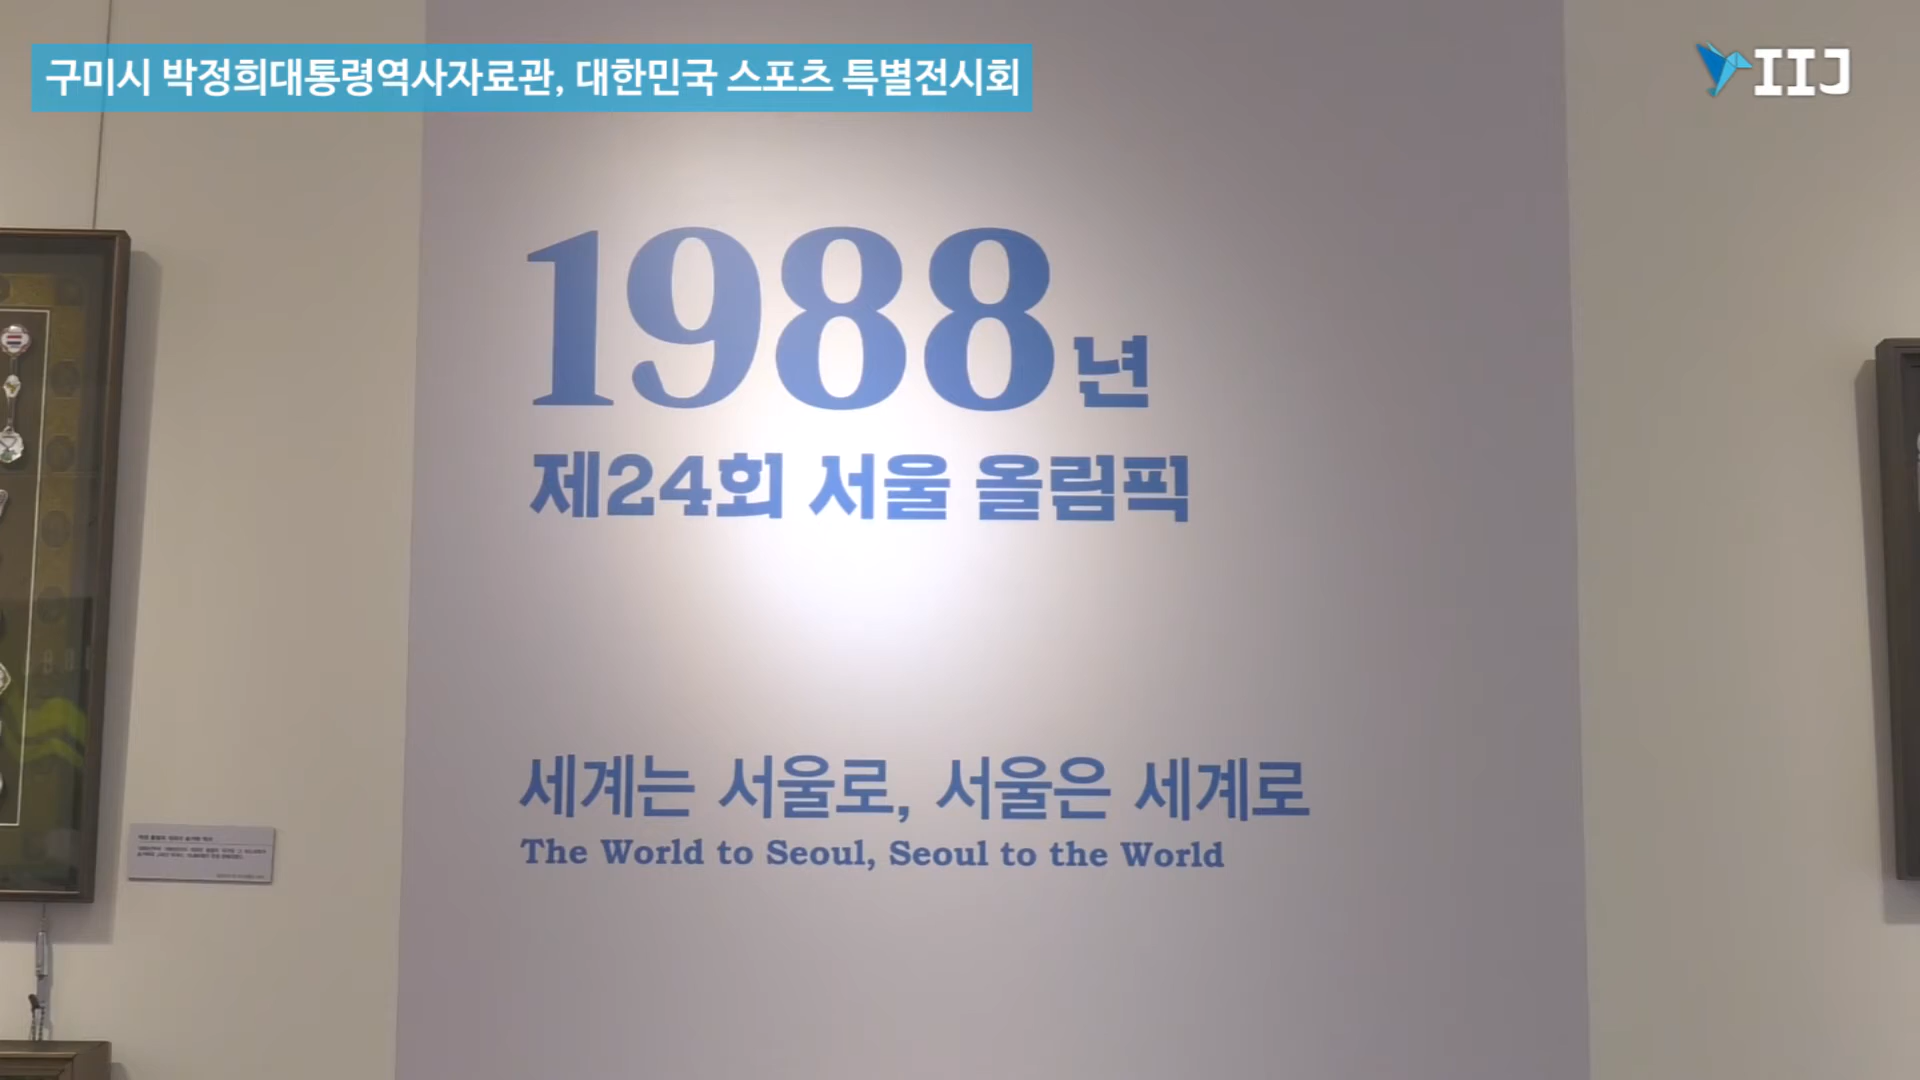 구미시 박정희대통령역사자료관, 대한민국 스포츠 특별전시회
IIJ
1988년
제24회 서울 올림픽
세계는 서울로, 서울은 세계로
The World to Seoul, Seoul to the World